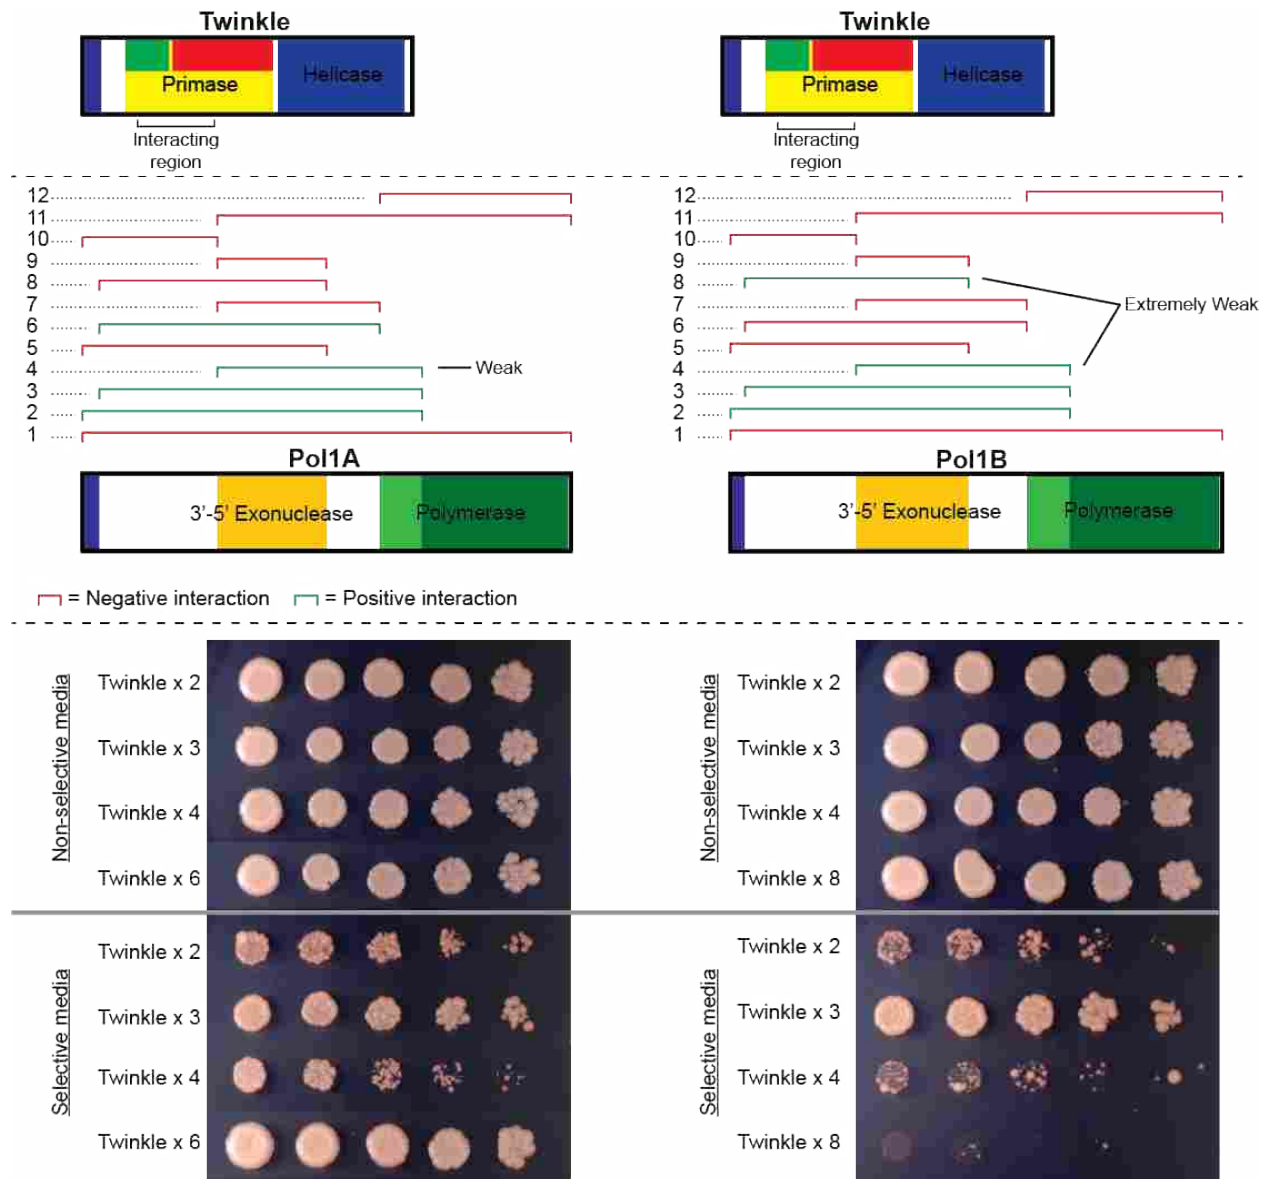 Twinkle
Primase
Helicase
Interacting
region
Twinkle
Primase
Helicase
Interacting
region
12
11
10
9
8
7
6
5
4
3
2
1
Weak
Pol1A
3'-5' Exonuclease
Polymerase
12
11
10
9
8
7
6
5
4
3
2
1
Extremely Weak
Pol1B
3'-5' Exonuclease
Polymerase
= Negative interaction
= Positive interaction
Non-selective media
Twinkle x 2
Twinkle x 3
Twinkle x 4
Twinkle x 6
Selective media
Twinkle x 2
Twinkle x 3
Twinkle x 4
Twinkle x 6
Non-selective media
Twinkle x 2
Twinkle x 3
Twinkle x 4
Twinkle x 8
Selective media
Twinkle x 2
Twinkle x 3
Twinkle x 4
Twinkle x 8